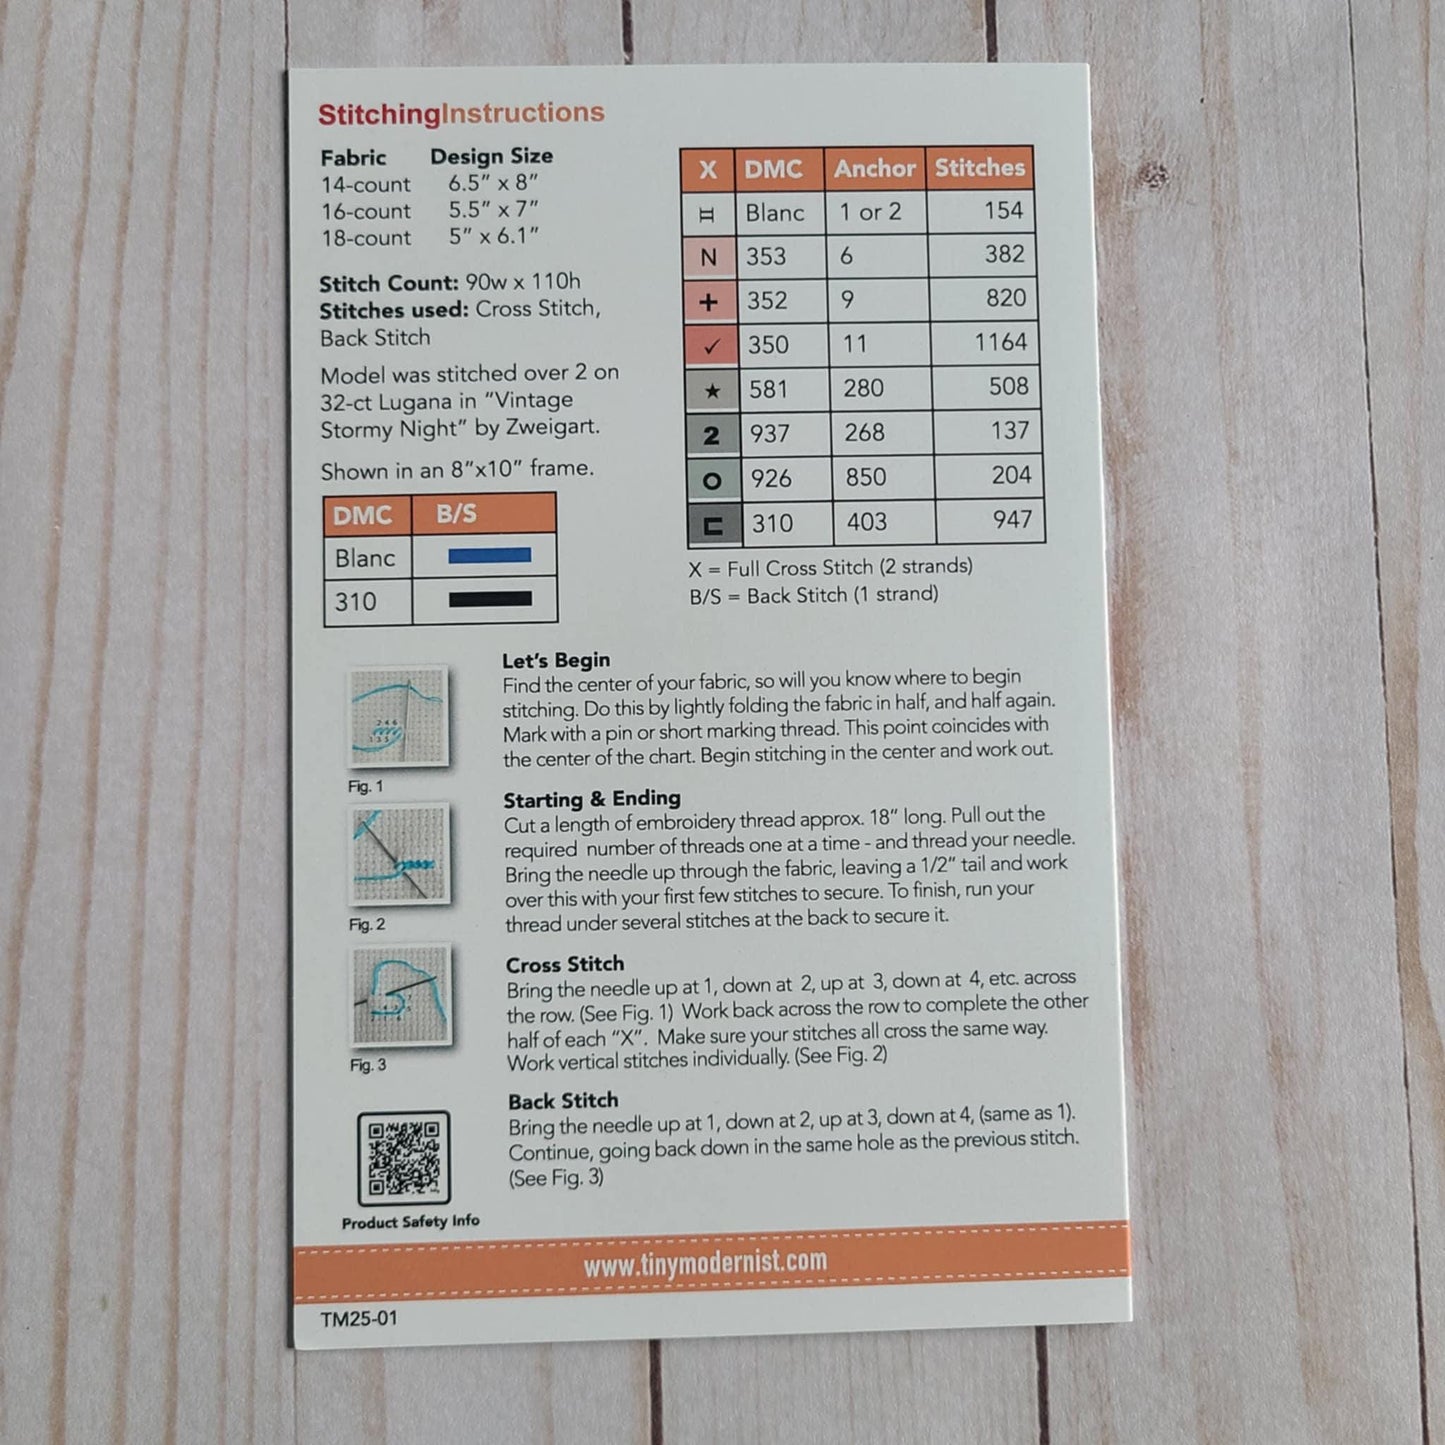 StitchingInstructions
Fabric Design Size
14-count 6.5” x 8”
16-count 5.5” x 7”
18-count 5” x 6.1”
Stitch Count: 90w x 110h
Stitches used: Cross Stitch,
Back Stitch
Model was stitched over 2 on
32-ct Lugana in “Vintage
Stormy Night” by Zweigart.
Shown in an 8”x10” frame.
DMC B/S
Blanc
310
X DMC Anchor Stitches
Blanc 1 or 2 154
N 353 6 382
+ 352 9 820
✓ 350 11 1164
★ 581 280 508
2 937 268 137
O 926 850 204
⊏ 310 403 947
X = Full Cross Stitch (2 strands)
B/S = Back Stitch (1 strand)
Let’s Begin
Find the center of your fabric, so will you know where to begin
stitching. Do this by lightly folding the fabric in half, and half again.
Mark with a pin or short marking thread. This point coincides with
the center of the chart. Begin stitching in the center and work out.
2 4 6
1 3 5
Fig. 1
Starting & Ending
Cut a length of embroidery thread approx. 18” long. Pull out the
required number of threads one at a time - and thread your needle.
Bring the needle up through the fabric, leaving a 1/2” tail and work
over this with your first few stitches to secure. To finish, run your
thread under several stitches at the back to secure it.
Fig. 2
Cross Stitch
Bring the needle up at 1, down at 2, up at 3, down at 4, etc. across
the row. (See Fig. 1) Work back across the row to complete the other
half of each “X”. Make sure your stitches all cross the same way.
Work vertical stitches individually. (See Fig. 2)
Fig. 3
Back Stitch
Bring the needle up at 1, down at 2, up at 3, down at 4, (same as 1).
Continue, going back down in the same hole as the previous stitch.
(See Fig. 3)
Product Safety Info
www.tinymodernist.com
TM25-01